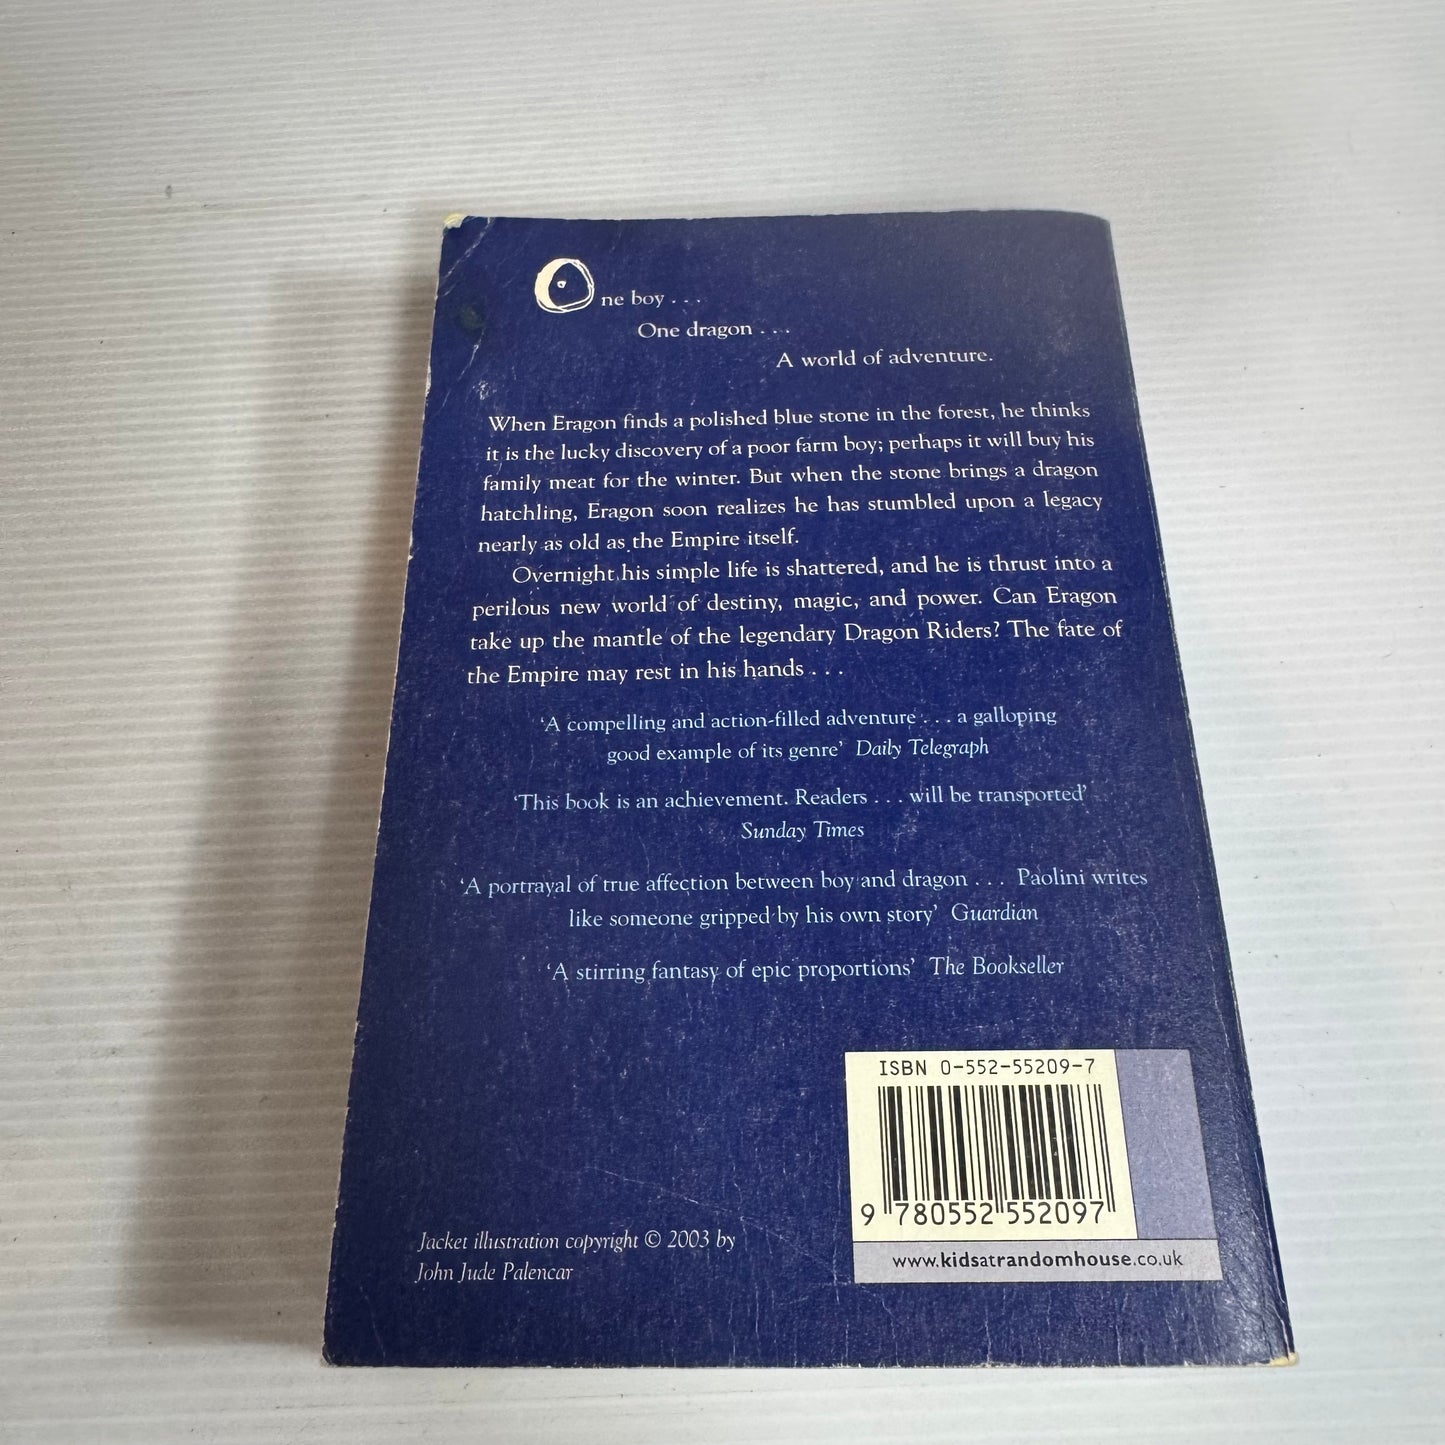 One boy . . .
One dragon . . .
A world of adventure.
When Eragon finds a polished blue stone in the forest, he thinks
it is the lucky discovery of a poor farm boy; perhaps it will buy his
family meat for the winter. But when the stone brings a dragon
hatchling, Eragon soon realizes he has stumbled upon a legacy
nearly as old as the Empire itself.
Overnight his simple life is shattered, and he is thrust into a
perilous new world of destiny, magic, and power. Can Eragon
take up the mantle of the legendary Dragon Riders? The fate of
the Empire may rest in his hands . . .
‘A compelling and action-filled adventure . . . a galloping
good example of its genre’ Daily Telegraph
‘This book is an achievement. Readers . . . will be transported’
Sunday Times
‘A portrayal of true affection between boy and dragon . . . Paolini writes
like someone gripped by his own story’ Guardian
‘A stirring fantasy of epic proportions’ The Bookseller
ISBN 0-552-55209-7
9 780552 552097
www.kidsatrandomhouse.co.uk
Jacket illustration copyright © 2003 by
John Jude Palencar